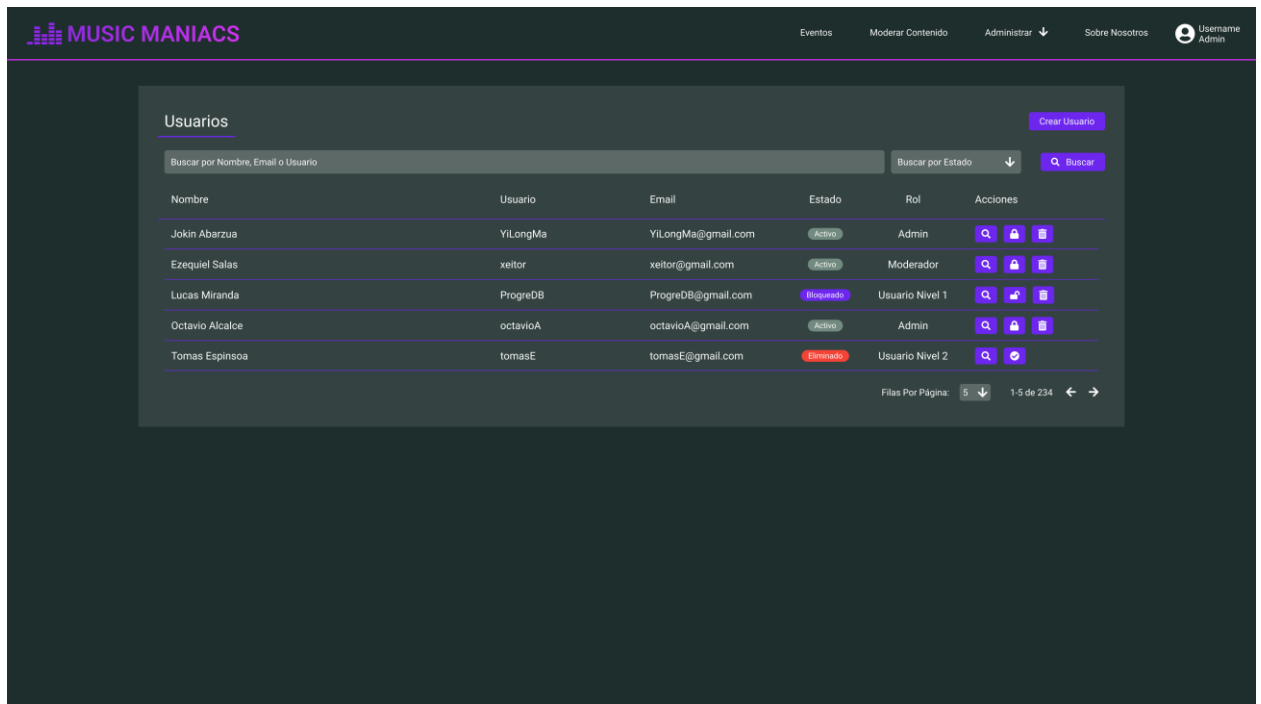 MUSIC MANIACS Eventos Moderar Contenido Administrar Sobre Nosotros Username
Admin
Usuarios Crear Usuario
Buscar por Nombre, Email o Usuario Buscar por Estado Buscar
Nombre Usuario Email Estado Rol Acciones
Jokin Abarzua YiLongMa YiLongMa@gmail.com Activo Admin
Ezequiel Salas xeitor xeitor@gmail.com Activo Moderador
Lucas Miranda ProgreDB ProgreDB@gmail.com Bloqueado Usuario Nivel 1
Octavio Alcalce octavioA octavioA@gmail.com Activo Admin
Tomas Espinsoa tomasE tomasE@gmail.com Eliminado Usuario Nivel 2
Filas Por Página: 5 1-5 de 234